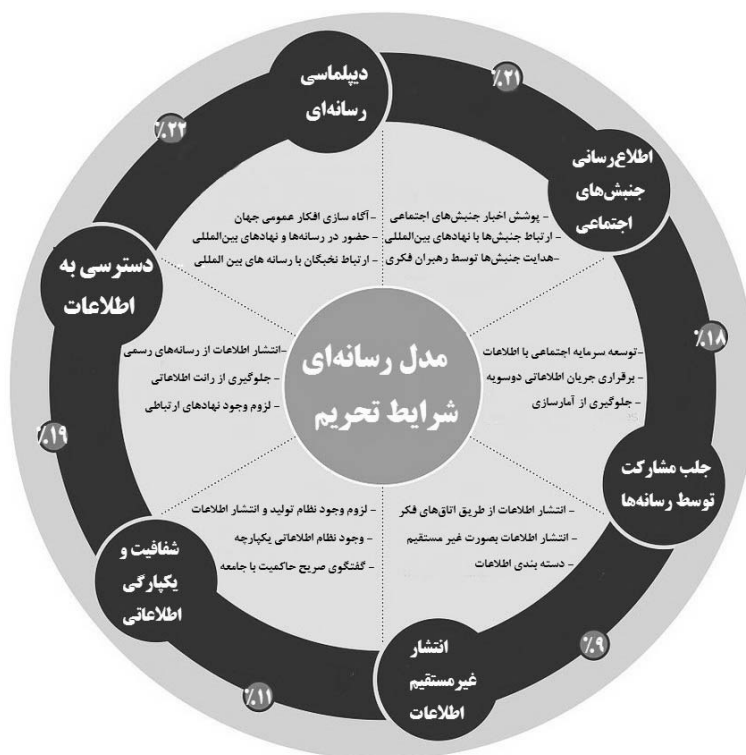 مدل رسانه‌ای
شرایط تحریم
دیپلماسی
رسانه‌ای
٪۲۱
اطلاع‌رسانی
جنبش‌های
اجتماعی
- پوشش اخبار جنبش‌های اجتماعی
- ارتباط جنبش‌ها با نهادهای بین‌المللی
-هدایت جنبش‌ها توسط رهبران فکری
٪۱۸
جلب مشارکت
توسط رسانه‌ها
-توسعه سرمایه اجتماعی با اطلاعات
- برقراری جریان اطلاعاتی دوسویه
- جلوگیری از آمارسازی
٪۹
انتشار
غیرمستقیم
اطلاعات
- انتشار اطلاعات از طریق اتاق‌های فکر
- انتشار اطلاعات بصورت غیر مستقیم
- دسته بندی اطلاعات
٪۱۱
شفافیت و
یکپارگی
اطلاعاتی
- لزوم وجود نظام تولید و انتشار اطلاعات
- وجود نظام اطلاعاتی یکپارچه
- گفتگوی صریح حاکمیت با جامعه
٪۱۹
دسترسی به
اطلاعات
-انتشار اطلاعات از رسانه‌های رسمی
- جلوگیری از رانت اطلاعاتی
- لزوم وجود نهادهای ارتباطی
٪۲۲
-آگاه سازی افکار عمومی جهان
- حضور در رسانه‌ها و نهادهای بین‌المللی
- ارتباط نخبگان با رسانه های بین المللی